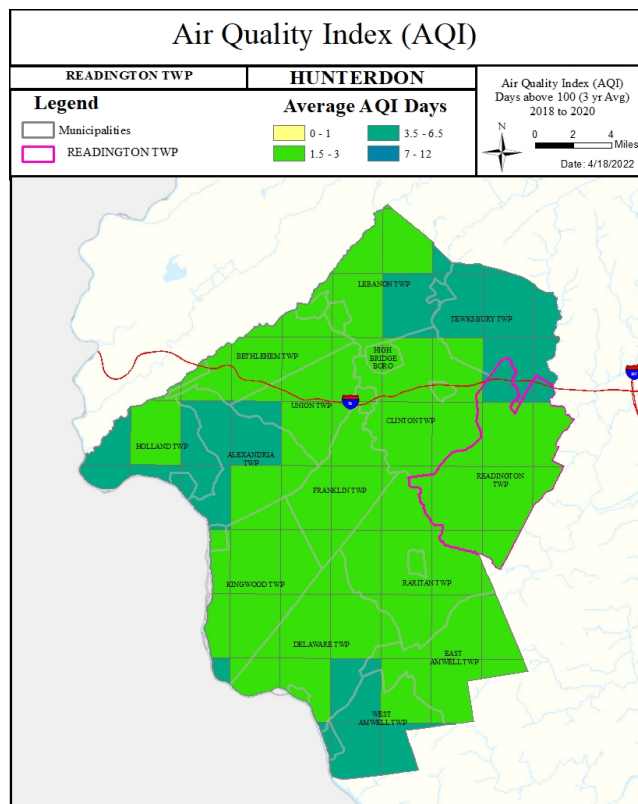 Air Quality Index (AQI)
READINGTON TWP
HUNTERDON
Legend
Municipalities
READINGTON TWP
Average AQI Days
0 - 1
1.5 - 3
3.5 - 6.5
7 - 12
Air Quality Index (AQI)
Days above 100 (3 yr Avg)
2018 to 2020
N
0 2 4
Miles
Date: 4/18/2022
LEBANON TWP
TEWKSBURY TWP
HIGH
BRIDGE
BORO
BETHLEHEM TWP
UNION TWP
CLINTON TWP
HOLLAND TWP
ALEXANDRIA
TWP
READINGTON
TWP
FRANKLIN TWP
KINGWOOD TWP
RARITAN TWP
DELAWARE TWP
EAST
AMWELL TWP
WEST
AMWELL TWP